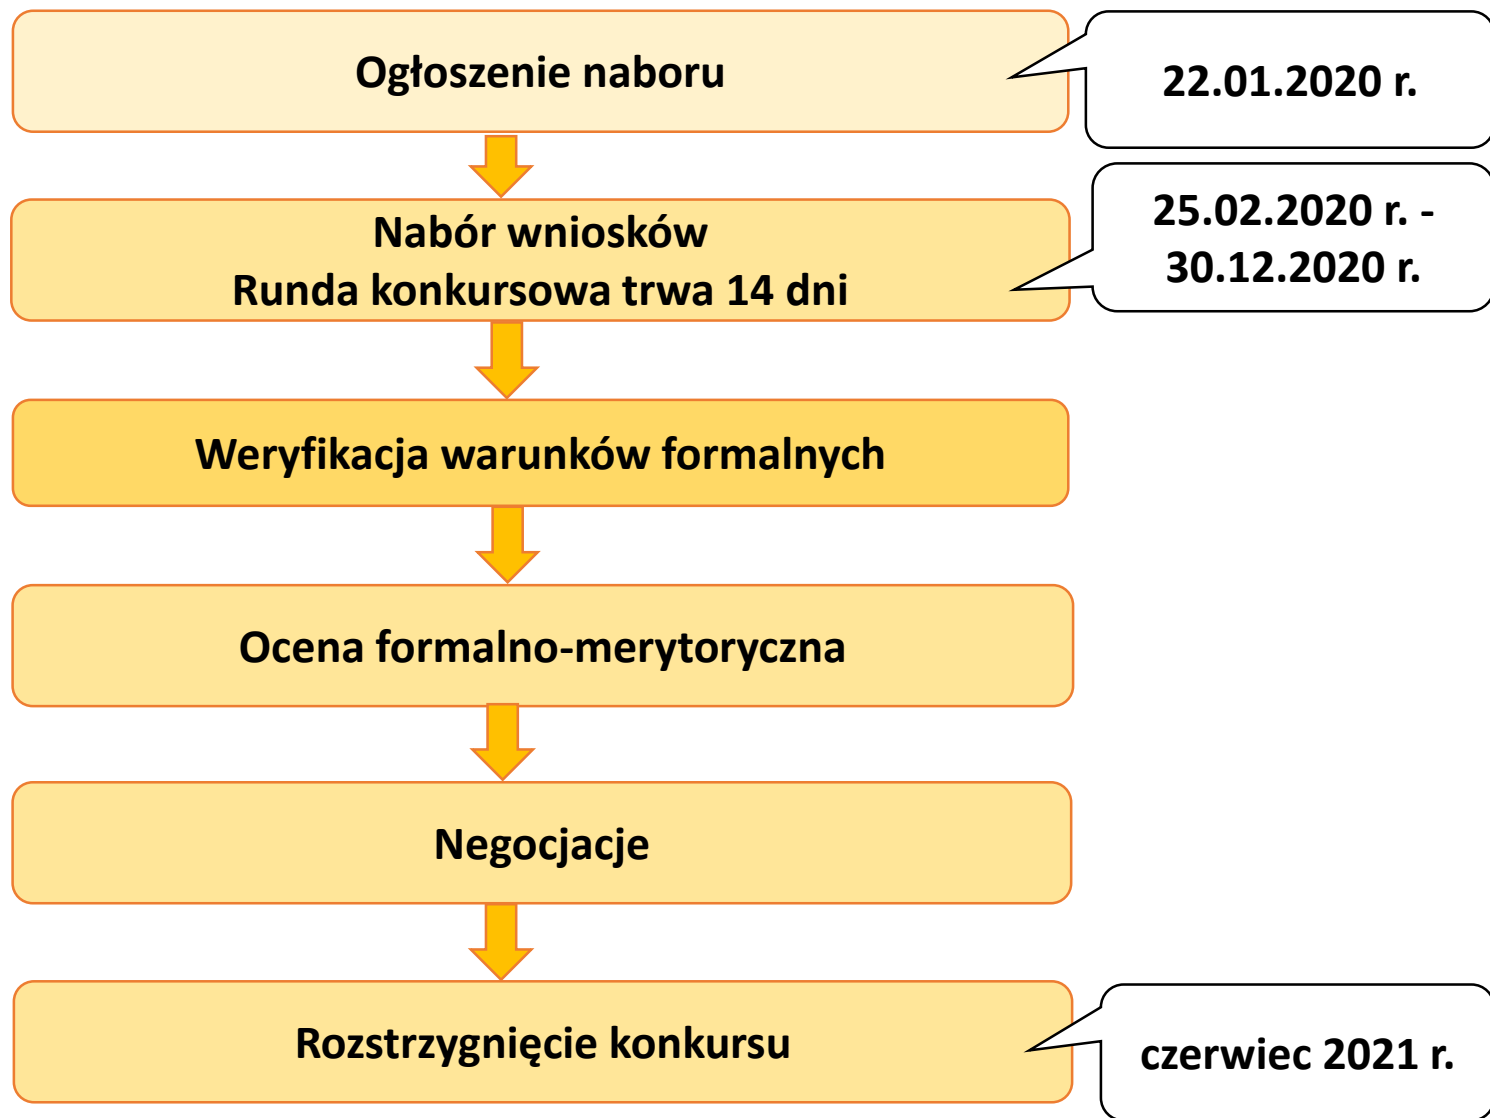 Ogłoszenie naboru
22.01.2020 r.
Nabór wniosków
Runda konkursowa trwa 14 dni
25.02.2020 r. -
30.12.2020 r.
Weryfikacja warunków formalnych
Ocena formalno-merytoryczna
Negocjacje
Rozstrzygnięcie konkursu
czerwiec 2021 r.